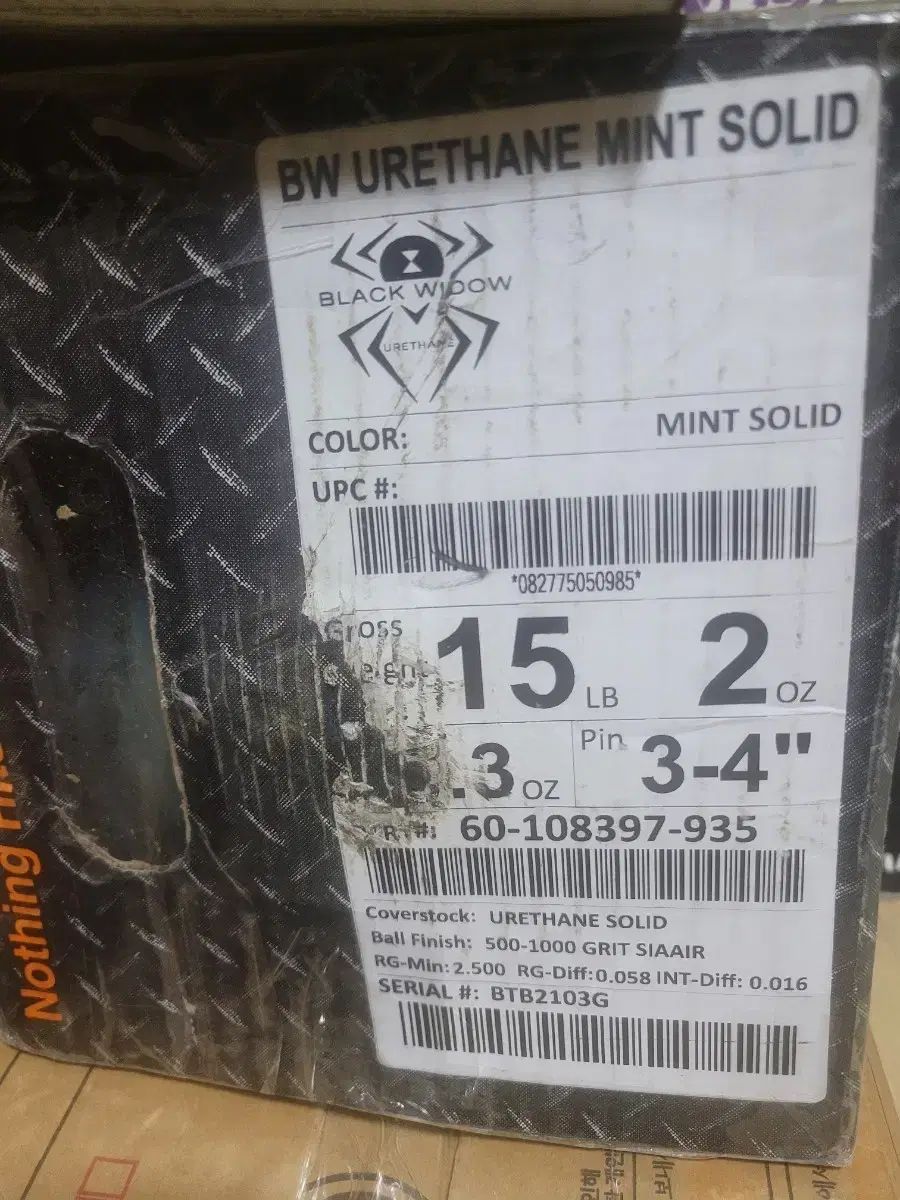 BW URETHANE MINT SOLID
BLACK WIDOW
URETHANE
COLOR: MINT SOLID
UPC #:
*082775050985*
Gross
15 LB 2 OZ
.3 OZ Pin 3-4"
60-108397-935
Coverstock: URETHANE SOLID
Ball Finish: 500-1000 GRIT SIAAIR
RG-Min: 2.500 RG-Diff: 0.058 INT-Diff: 0.016
SERIAL #: BTB2103G
Nothing